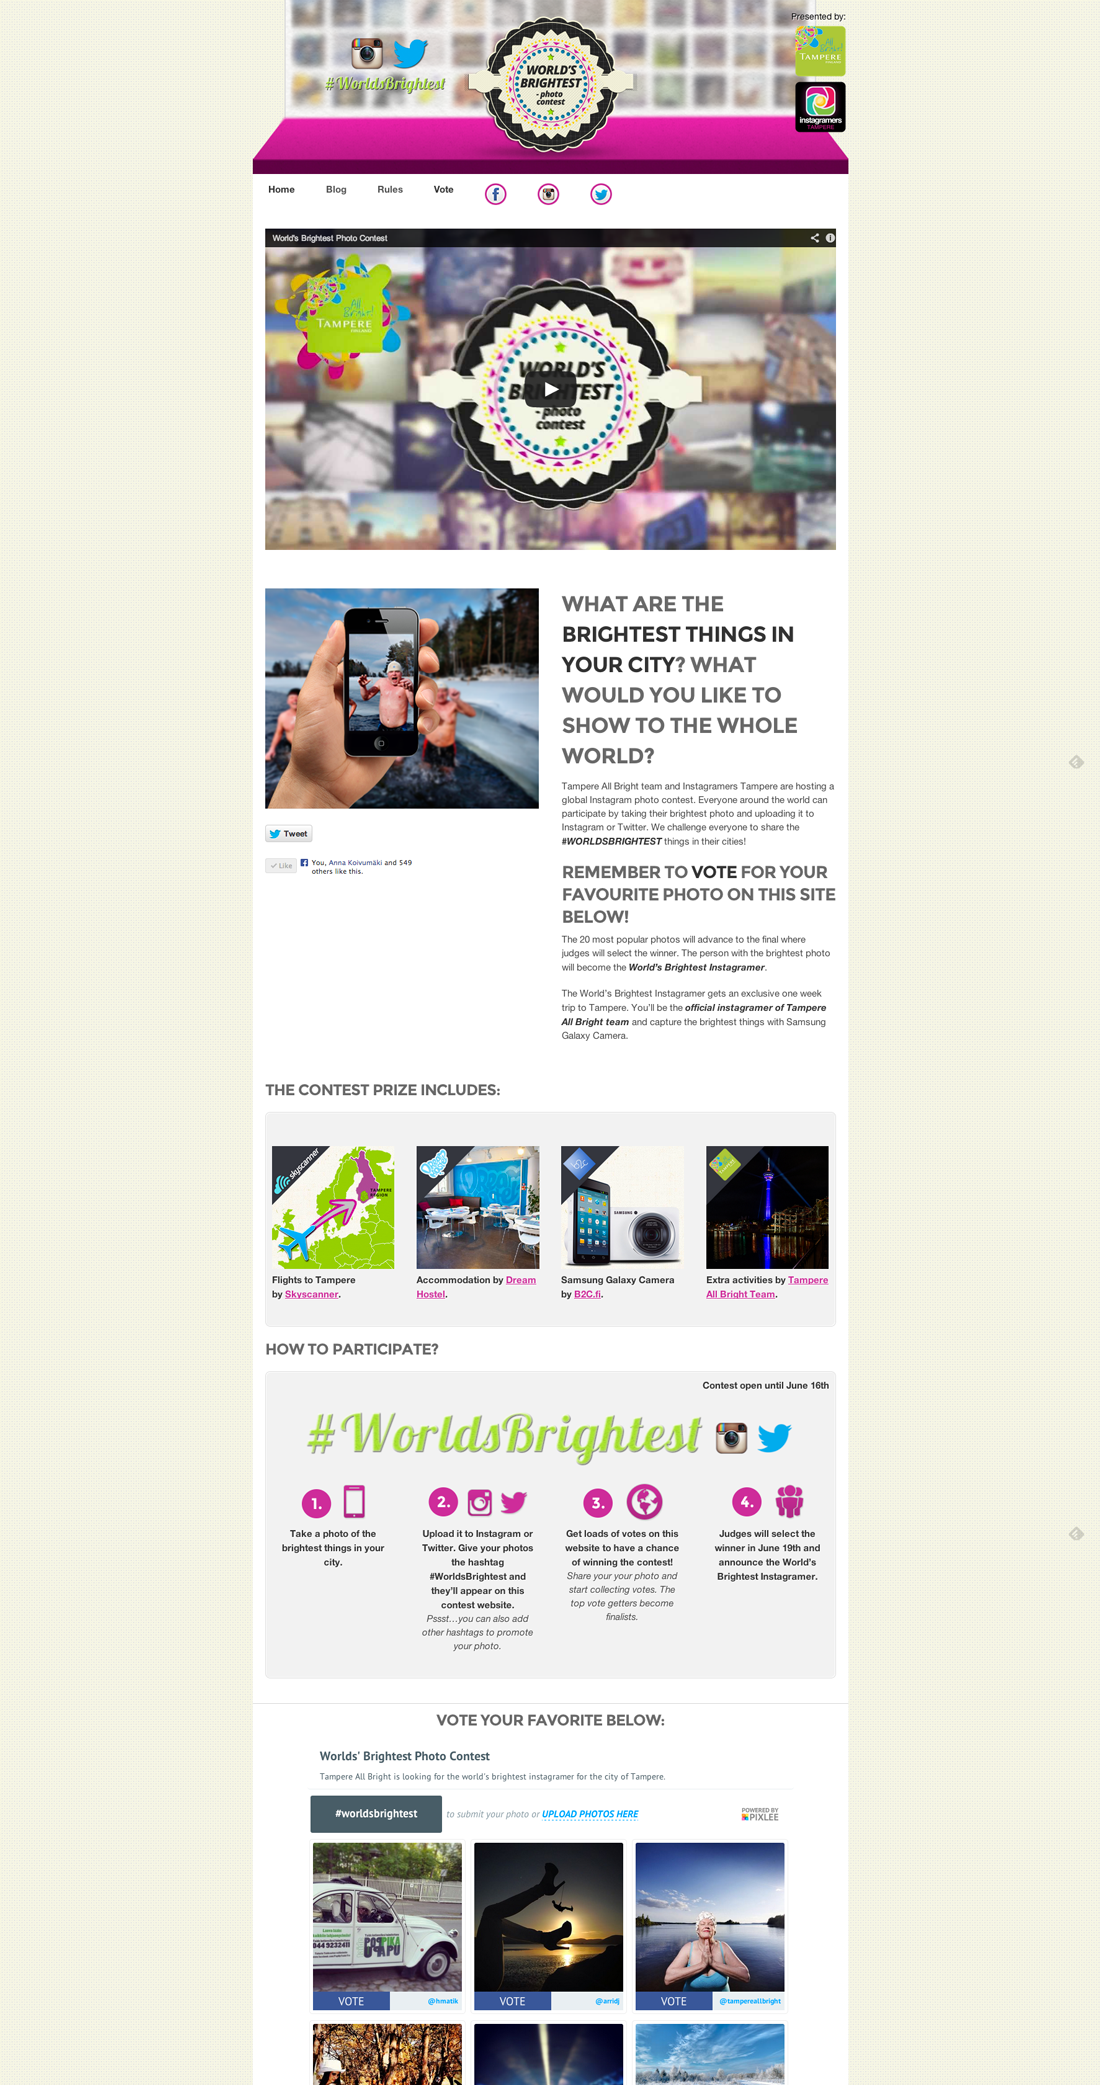 Presented by:
All Bright!
TAMPERE
FINLAND
#WorldsBrightest
WORLD'S
BRIGHTEST
- photo
contest
instagramers
TAMPERE
Home
Blog
Rules
Vote
World's Brightest Photo Contest
All Bright!
TAMPERE
FINLAND
WORLD'S
BRIGHTEST
- photo
contest
WHAT ARE THE
BRIGHTEST THINGS IN
YOUR CITY? WHAT
WOULD YOU LIKE TO
SHOW TO THE WHOLE
WORLD?
Tampere All Bright team and Instagramers Tampere are hosting a
global Instagram photo contest. Everyone around the world can
participate by taking their brightest photo and uploading it to
Instagram or Twitter. We challenge everyone to share the
#WORLDSBRIGHTEST things in their cities!
Tweet
Like
You, Anna Koivumäki and 549
others like this.
REMEMBER TO VOTE FOR YOUR
FAVOURITE PHOTO ON THIS SITE
BELOW!
The 20 most popular photos will advance to the final where
judges will select the winner. The person with the brightest photo
will become the World's Brightest Instagramer.
The World's Brightest Instagramer gets an exclusive one week
trip to Tampere. You'll be the official instagramer of Tampere
All Bright team and capture the brightest things with Samsung
Galaxy Camera.
THE CONTEST PRIZE INCLUDES:
skyscanner
TAMPERE
REGION
b2c
SAMSUNG
Flights to Tampere
by Skyscanner.
Accommodation by Dream
Hostel.
Samsung Galaxy Camera
by B2C.fi.
Extra activities by Tampere
All Bright Team.
HOW TO PARTICIPATE?
Contest open until June 16th
#WorldsBrightest
1.
Take a photo of the
brightest things in your
city.
2.
Upload it to Instagram or
Twitter. Give your photos
the hashtag
#WorldsBrightest and
they'll appear on this
contest website.
Pssst…you can also add
other hashtags to promote
your photo.
3.
Get loads of votes on this
website to have a chance
of winning the contest!
Share your your photo and
start collecting votes. The
top vote getters become
finalists.
4.
Judges will select the
winner in June 19th and
announce the World's
Brightest Instagramer.
VOTE YOUR FAVORITE BELOW:
Worlds' Brightest Photo Contest
Tampere All Bright is looking for the world's brightest instagramer for the city of Tampere.
#worldsbrightest
to submit your photo or UPLOAD PHOTOS HERE
POWERED BY
PIXLEE
044 9232411
VOTE
@hmatik
VOTE
@arridj
VOTE
@tampereallbright